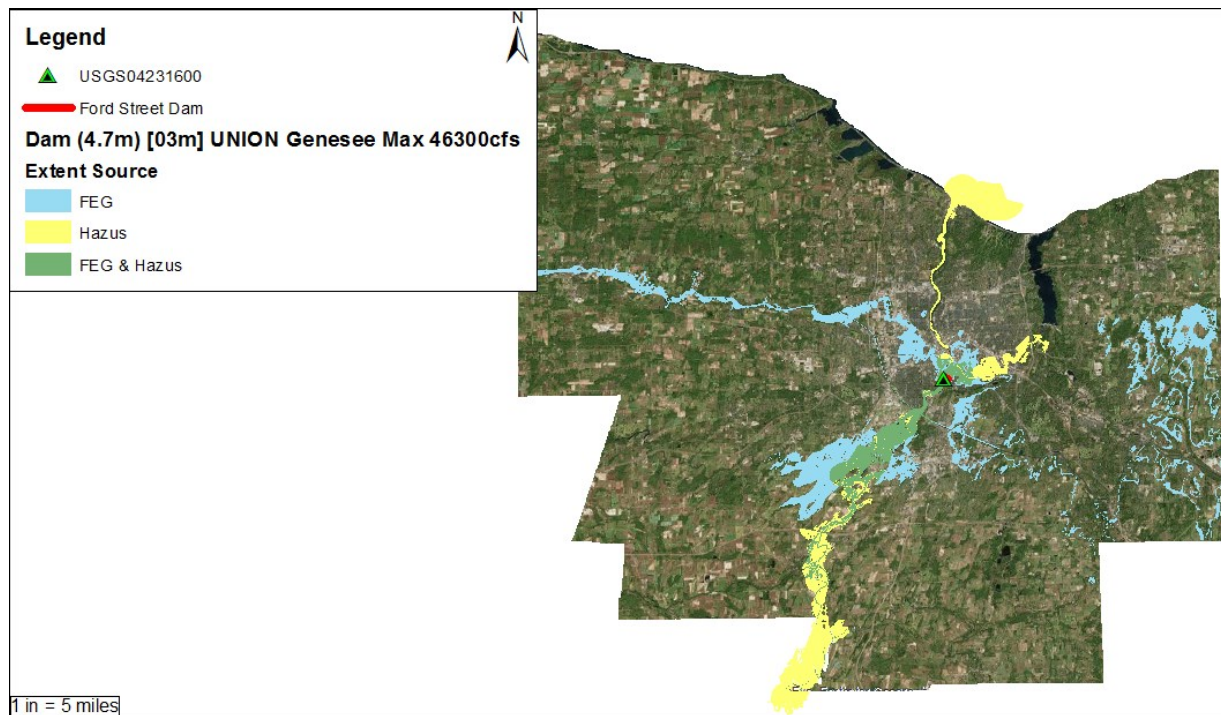 Legend
N
USGS04231600
Ford Street Dam
Dam (4.7m) [03m] UNION Genesee Max 46300cfs
Extent Source
FEG
Hazus
FEG & Hazus
1 in = 5 miles